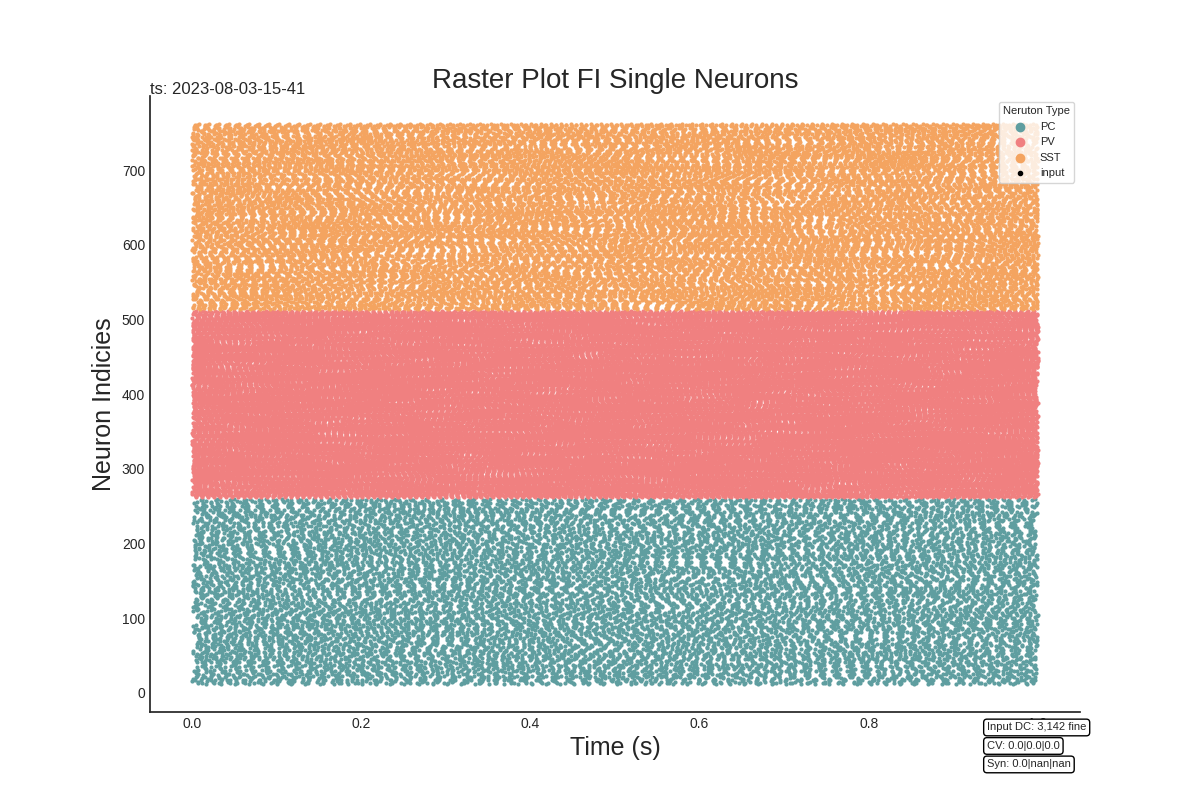 Raster Plot FI Single Neurons
ts: 2023-08-03-15-41
Neruton Type
PC
PV
SST
input
Neuron Indicies
700
600
500
400
300
200
100
0
0.0 0.2 0.4 0.6 0.8
Time (s)
Input DC: 3,142 fine
CV: 0.0|0.0|0.0
Syn: 0.0|nan|nan